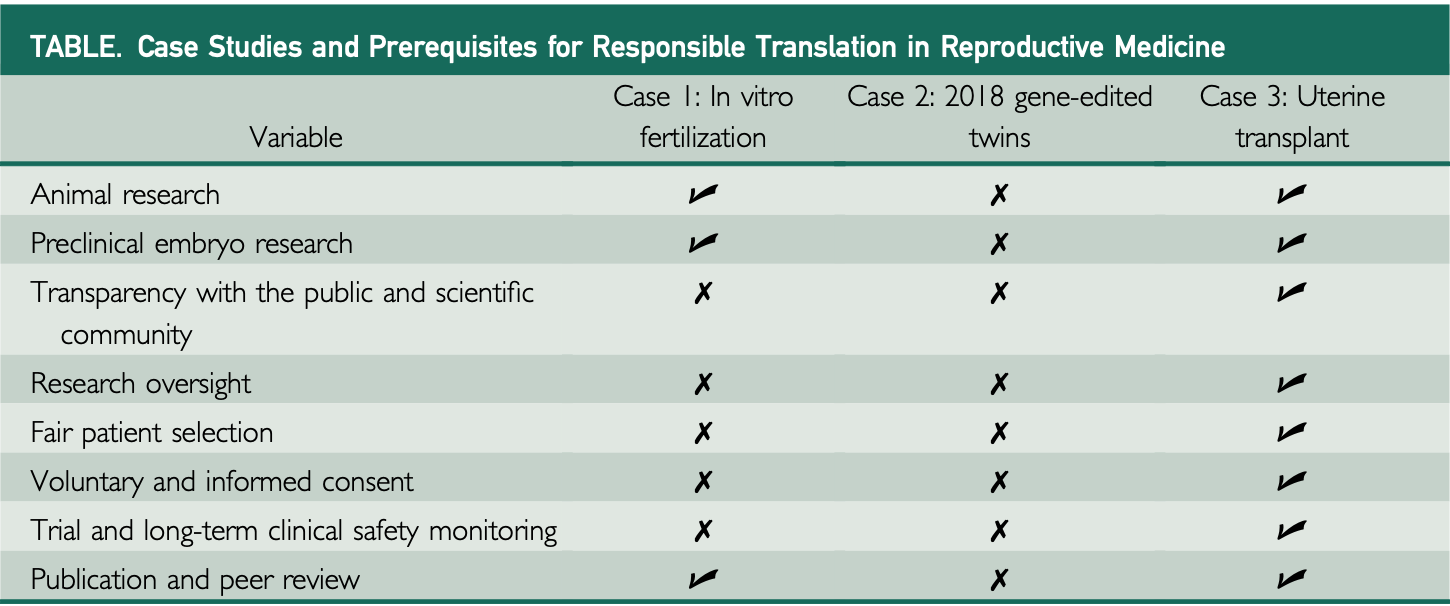 TABLE. Case Studies and Prerequisites for Responsible Translation in Reproductive Medicine
Case 1: In vitro Case 2: 2018 gene-edited Case 3: Uterine
Variable fertilization twins transplant
Animal research ✓ ✗ ✓
Preclinical embryo research ✓ ✗ ✓
Transparency with the public and scientific ✗ ✗ ✓
community
Research oversight ✗ ✗ ✓
Fair patient selection ✗ ✗ ✓
Voluntary and informed consent ✗ ✗ ✓
Trial and long-term clinical safety monitoring ✗ ✗ ✓
Publication and peer review ✓ ✗ ✓